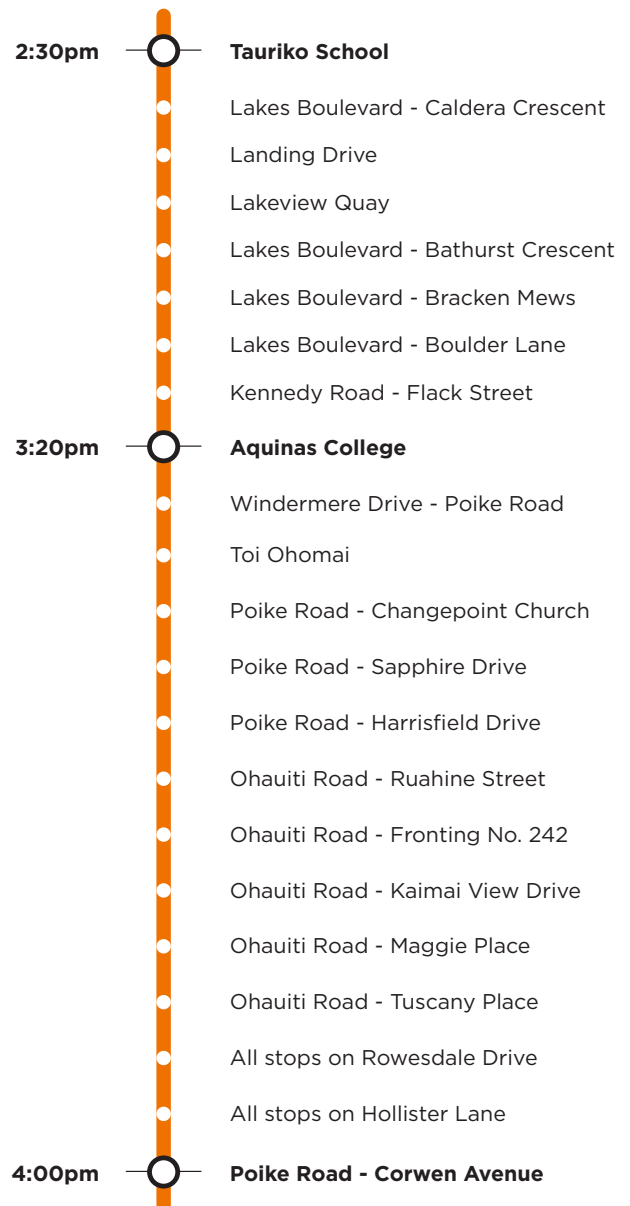 2:30pm Tauriko School
Lakes Boulevard - Caldera Crescent
Landing Drive
Lakeview Quay
Lakes Boulevard - Bathurst Crescent
Lakes Boulevard - Bracken Mews
Lakes Boulevard - Boulder Lane
Kennedy Road - Flack Street
3:20pm Aquinas College
Windermere Drive - Poike Road
Toi Ohomai
Poike Road - Changepoint Church
Poike Road - Sapphire Drive
Poike Road - Harrisfield Drive
Ohauiti Road - Ruahine Street
Ohauiti Road - Fronting No. 242
Ohauiti Road - Kaimai View Drive
Ohauiti Road - Maggie Place
Ohauiti Road - Tuscany Place
All stops on Rowesdale Drive
All stops on Hollister Lane
4:00pm Poike Road - Corwen Avenue